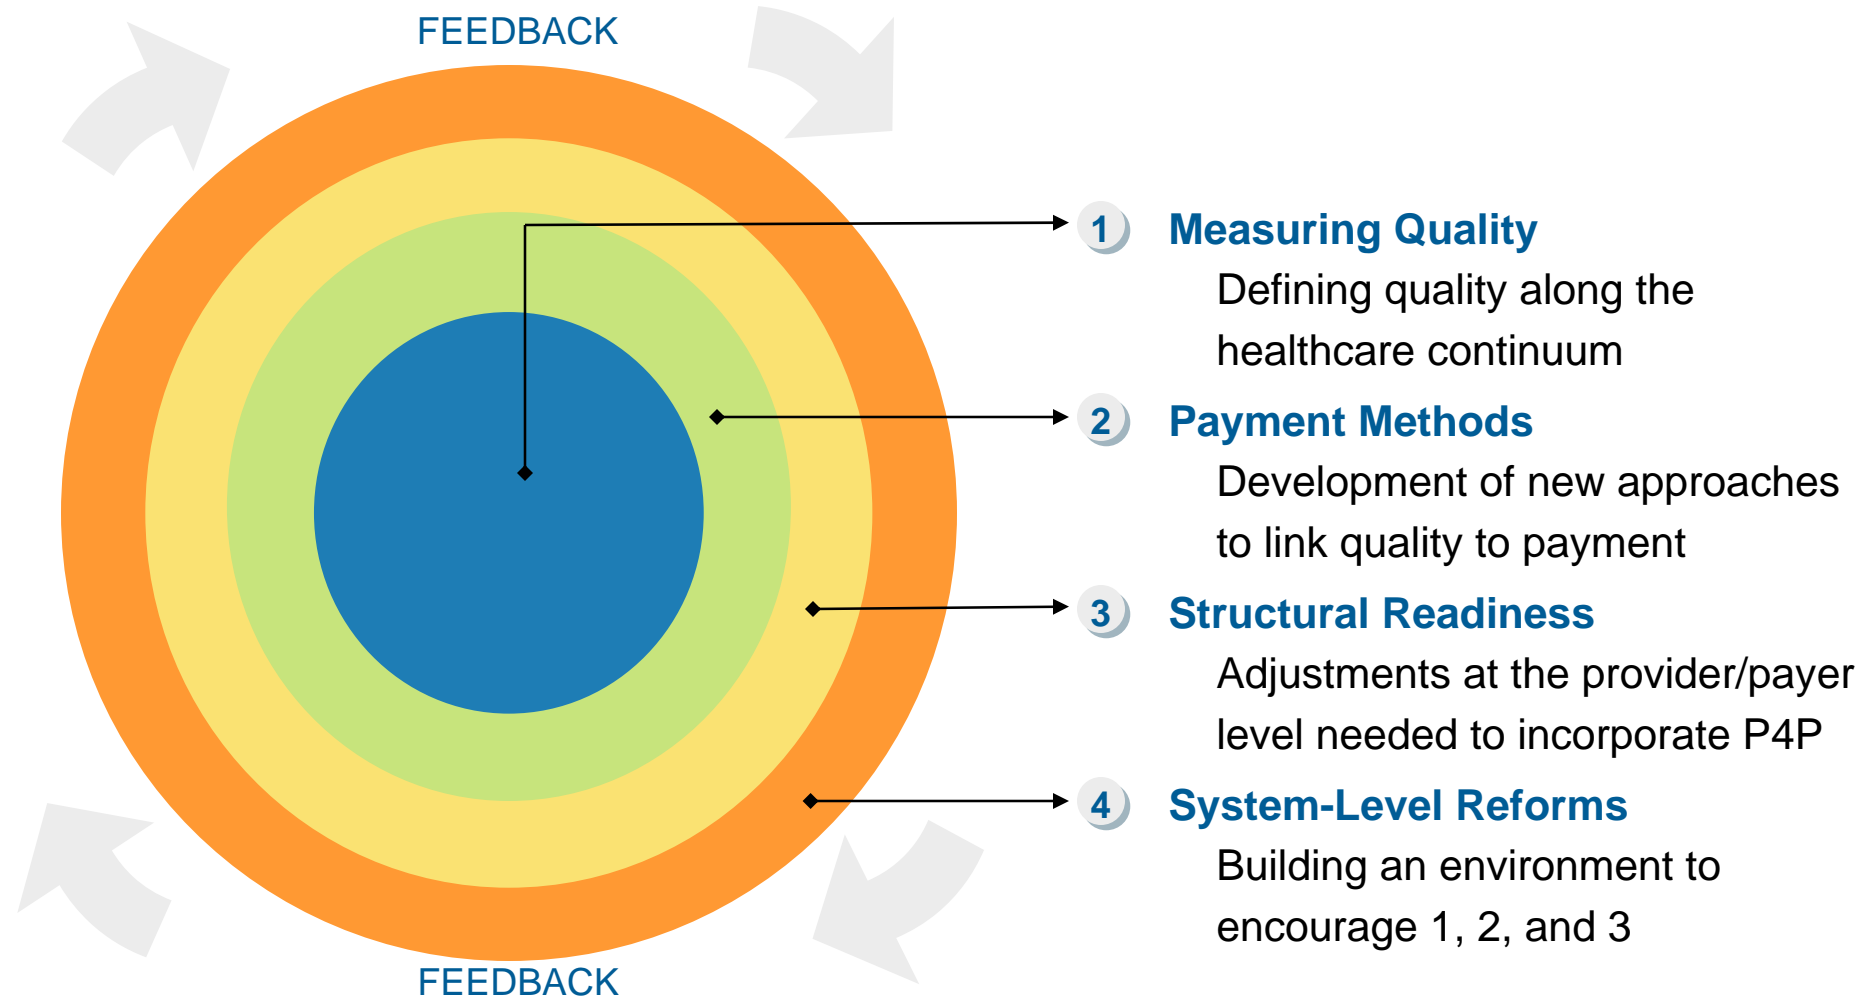 FEEDBACK
1 Measuring Quality
Defining quality along the
healthcare continuum
2 Payment Methods
Development of new approaches
to link quality to payment
3 Structural Readiness
Adjustments at the provider/payer
level needed to incorporate P4P
4 System-Level Reforms
Building an environment to
encourage 1, 2, and 3
FEEDBACK